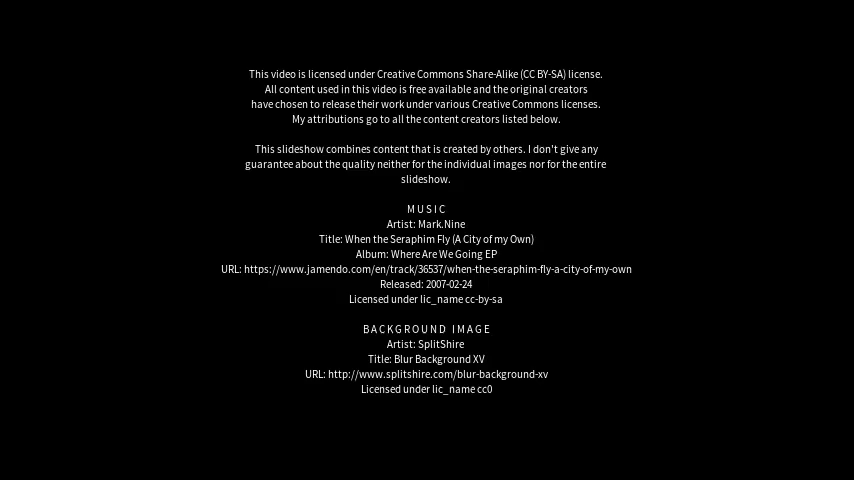 This video is licensed under Creative Commons Share-Alike (CC BY-SA) license.
All content used in this video is free available and the original creators
have chosen to release their work under various Creative Commons licenses.
My attributions go to all the content creators listed below.
This slideshow combines content that is created by others. I don't give any
guarantee about the quality neither for the individual images nor for the entire
slideshow.
MUSIC
Artist: Mark.Nine
Title: When the Seraphim Fly (A City of my Own)
Album: Where Are We Going EP
URL: https://www.jamendo.com/en/track/36537/when-the-seraphim-fly-a-city-of-my-own
Released: 2007-02-24
Licensed under lic_name cc-by-sa
BACKGROUND IMAGE
Artist: SplitShire
Title: Blur Background XV
URL: http://www.splitshire.com/blur-background-xv
Licensed under lic_name cc0